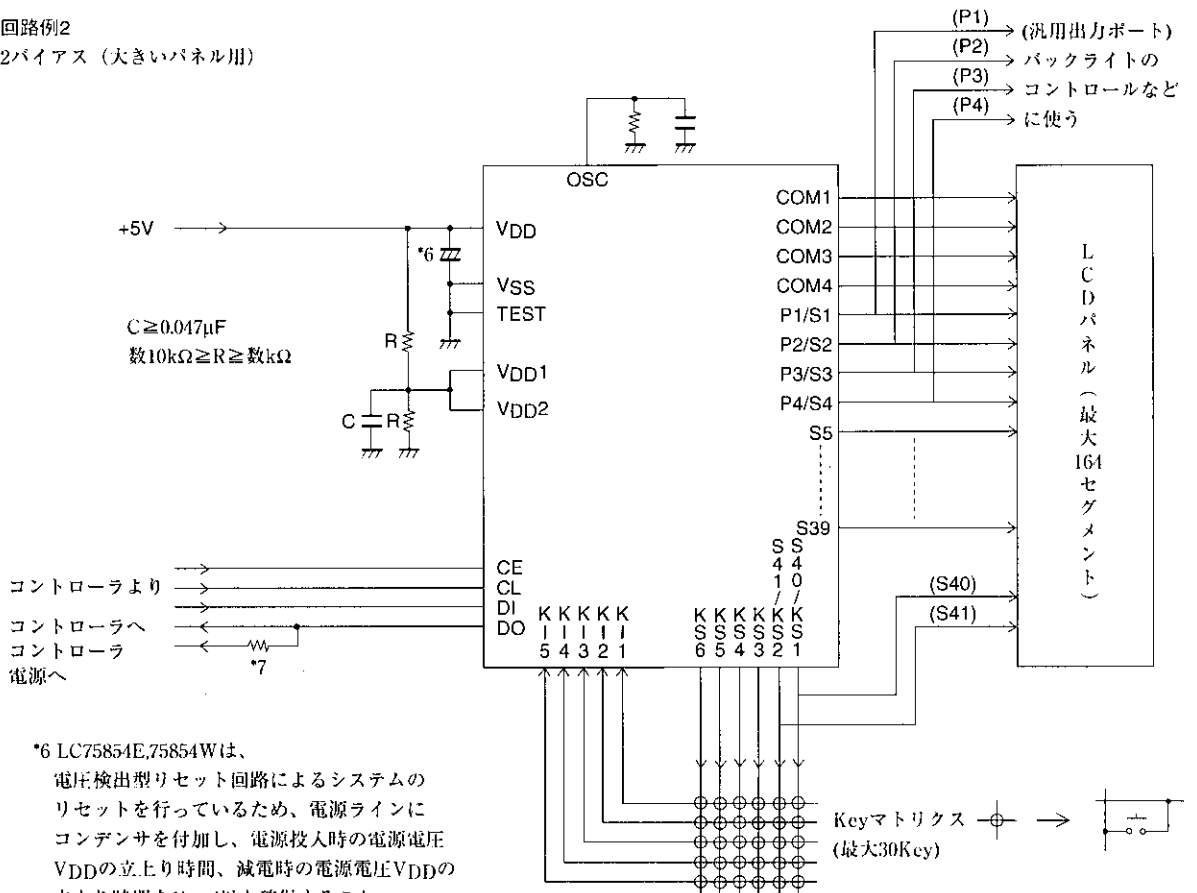 回路例2
2バイアス（大きいパネル用）
(P1)
(汎用出力ポート)
(P2)
バックライトの
(P3)
コントロールなど
(P4)
に使う
OSC
+5V
VDD
*6
VSS
TEST
C≧0.047μF
数10kΩ≧R≧数kΩ
R
VDD1
VDD2
C
R
COM1
COM2
COM3
COM4
P1/S1
P2/S2
P3/S3
P4/S4
S5
S39
LCDパネル（最大164セグメント）
コントローラより
コントローラへ
コントローラ
電源へ
*7
CE
CL
DI
DO
KI5
KI4
KI3
KI2
KI1
KS6
KS5
KS4
KS3
S41/KS2
S40/KS1
(S40)
(S41)
*6 LC75854E,75854Wは、
電圧検出型リセット回路によるシステムの
リセットを行っているため、電源ラインに
コンデンサを付加し、電源投入時の電源電圧
VDDの立上り時間、減電時の電源電圧VDDの
Keyマトリクス
(最大30Key)